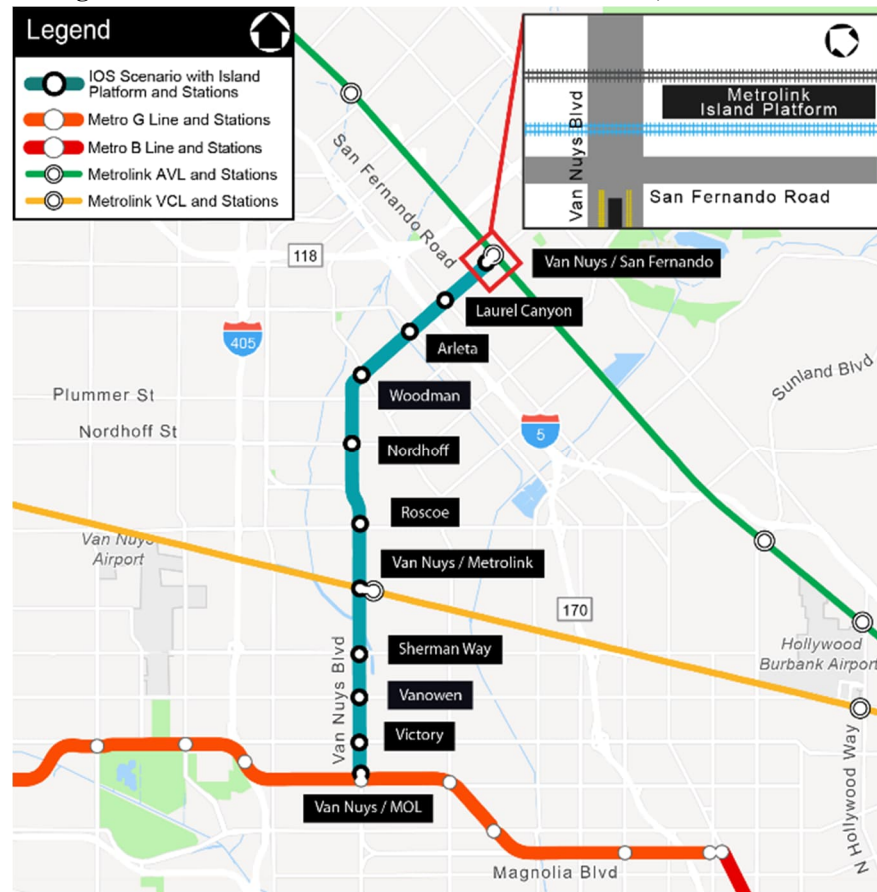 Legend
IOS Scenario with Island
Platform and Stations
Metro G Line and Stations
Metro B Line and Stations
Metrolink AVL and Stations
Metrolink VCL and Stations
Van Nuys Blvd
Metrolink
Island Platform
San Fernando Road
San Fernando Road
118
Van Nuys / San Fernando
Laurel Canyon
405
Arleta
Sunland Blvd
Plummer St
Woodman
Nordhoff St
5
Nordhoff
Roscoe
Van Nuys
Airport
Van Nuys / Metrolink
170
Sherman Way
Hollywood
Burbank Airport
Vanowen
Van Nuys Blvd
Victory
N Hollywood Way
Van Nuys / MOL
Magnolia Blvd